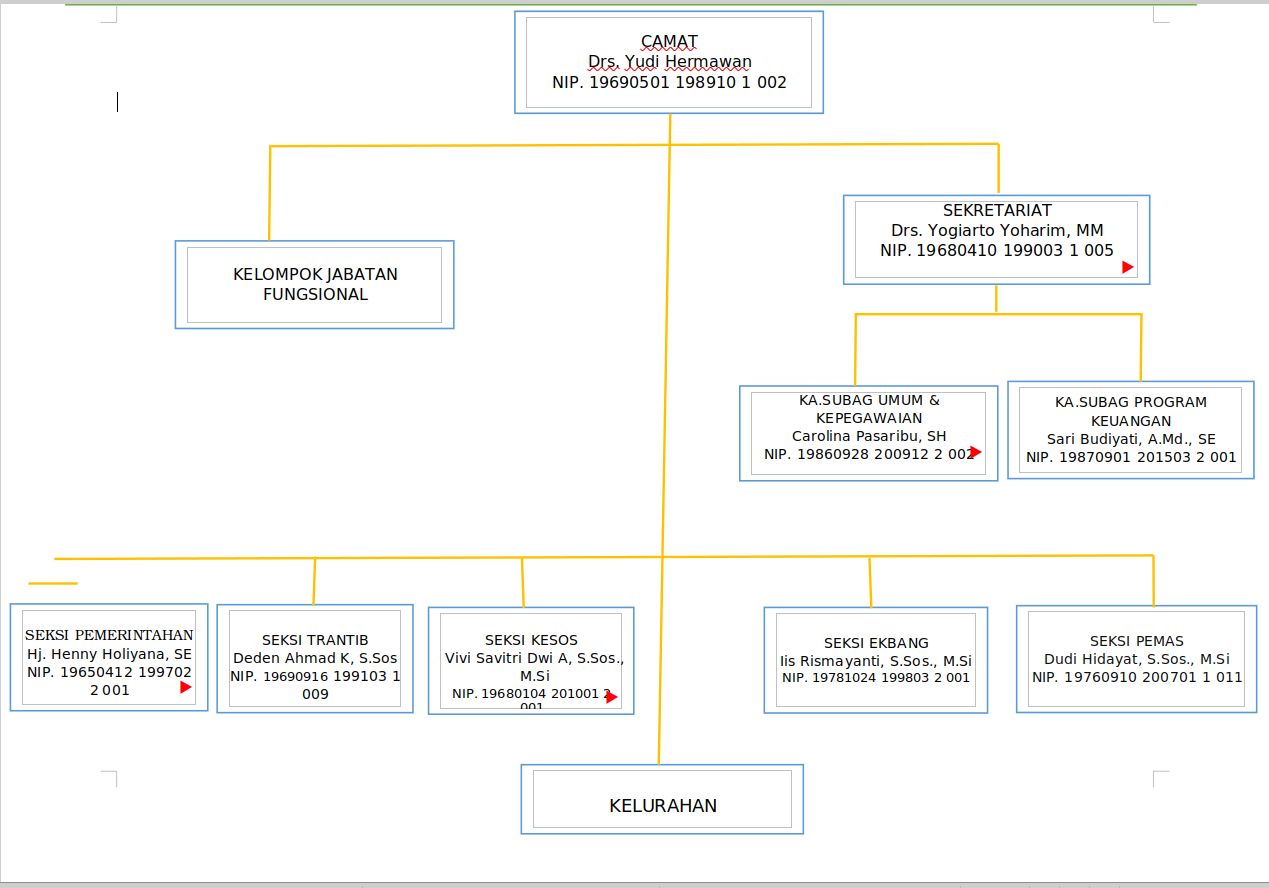 CAMAT
Drs. Yudi Hermawan
NIP. 19690501 198910 1 002
SEKRETARIAT
Drs. Yogiarto Yoharim, MM
NIP. 19680410 199003 1 005
KELOMPOK JABATAN
FUNGSIONAL
KA.SUBAG UMUM &
KEPEGAWAIAN
Carolina Pasaribu, SH
NIP. 19860928 200912 2 002
KA.SUBAG PROGRAM
KEUANGAN
Sari Budiyati, A.Md., SE
NIP. 19870901 201503 2 001
SEKSI PEMERINTAHAN
Hj. Henny Holiyana, SE
NIP. 19650412 199702
2 001
SEKSI TRANTIB
Deden Ahmad K, S.Sos
NIP. 19690916 199103 1
009
SEKSI KESOS
Vivi Savitri Dwi A, S.Sos.,
M.Si
NIP. 19680104 201001 2
001
SEKSI EKBANG
Iis Rismayanti, S.Sos., M.Si
NIP. 19781024 199803 2 001
SEKSI PEMAS
Dudi Hidayat, S.Sos., M.Si
NIP. 19760910 200701 1 011
KELURAHAN